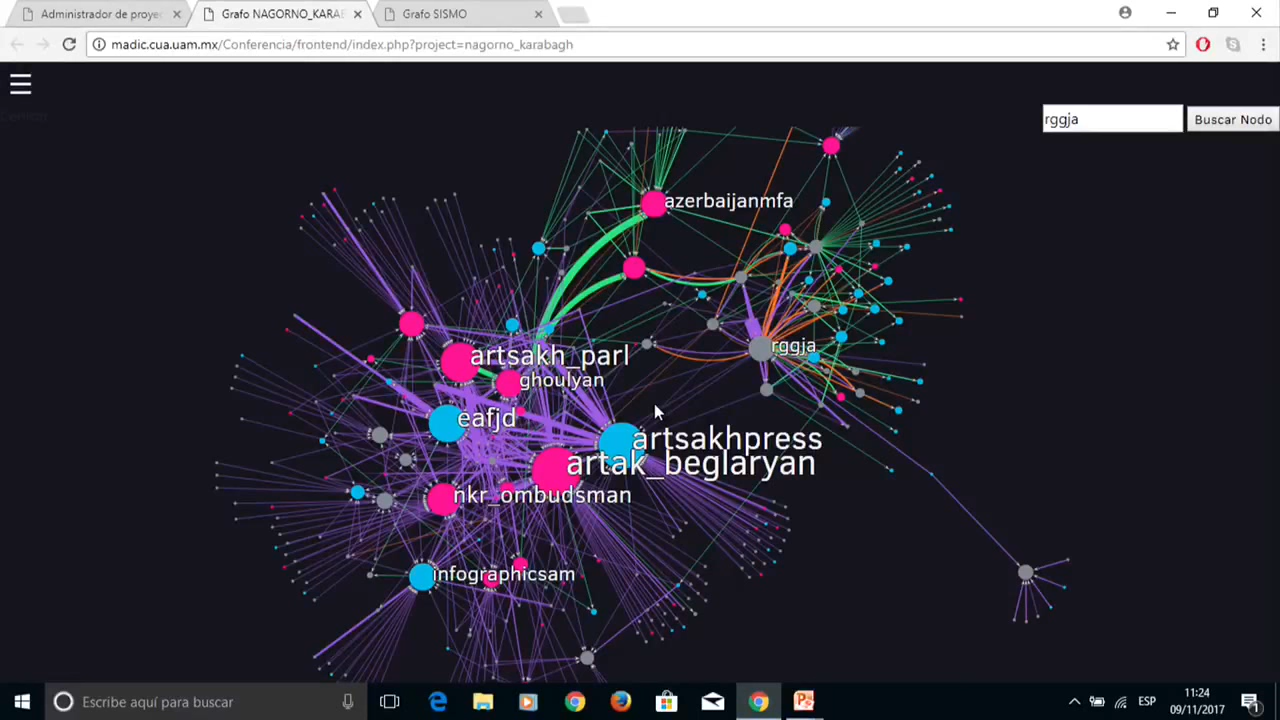 Administrador de proye
Grafo NAGORNO_KARAB
Grafo SISMO
madic.cua.uam.mx/Conferencia/frontend/index.php?project=nagorno_karabagh
rggja
Buscar Nodo
azerbaijanmfa
rggja
artsakh_parl
ghoulyan
eafjd
artsakhpress
artak_beglaryan
nkr_ombudsman
infographicsam
Escribe aquí para buscar
ESP
11:24
09/11/2017